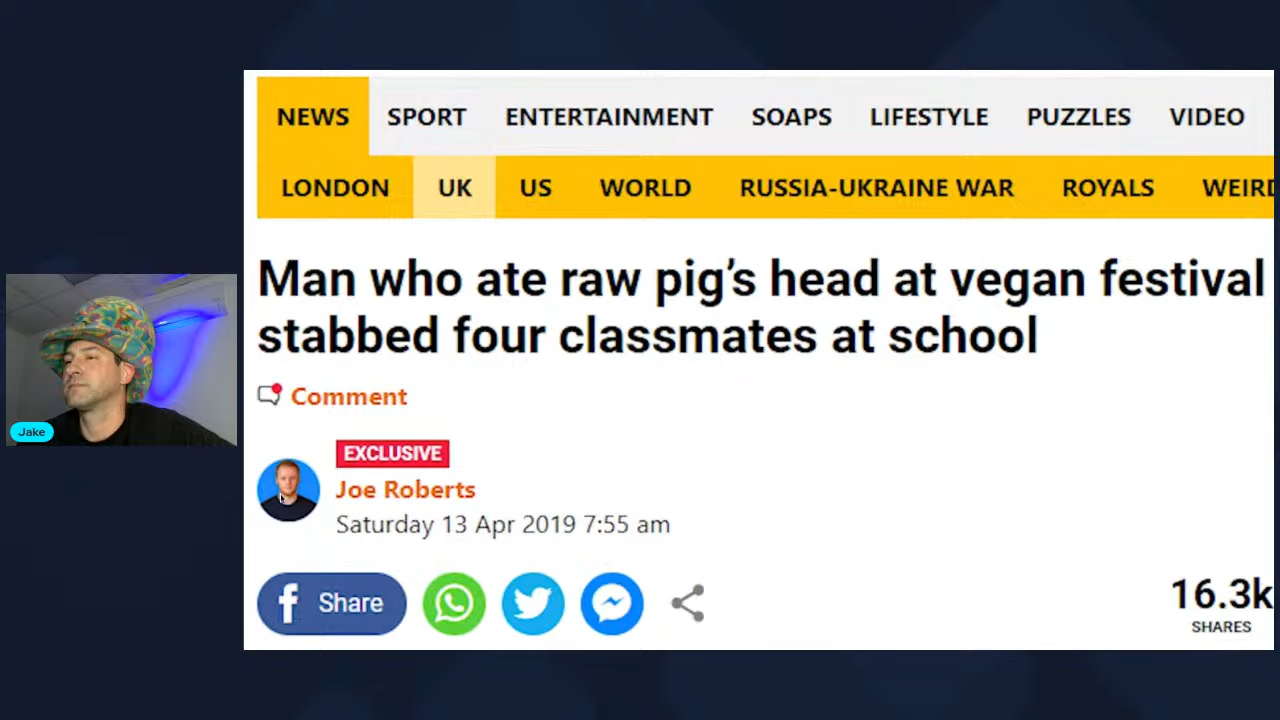 NEWS SPORT ENTERTAINMENT SOAPS LIFESTYLE PUZZLES VIDEO
LONDON UK US WORLD RUSSIA-UKRAINE WAR ROYALS WEIRD
Man who ate raw pig’s head at vegan festival
stabbed four classmates at school
Comment
EXCLUSIVE
Joe Roberts
Saturday 13 Apr 2019 7:55 am
Jake
f Share
16.3k
SHARES